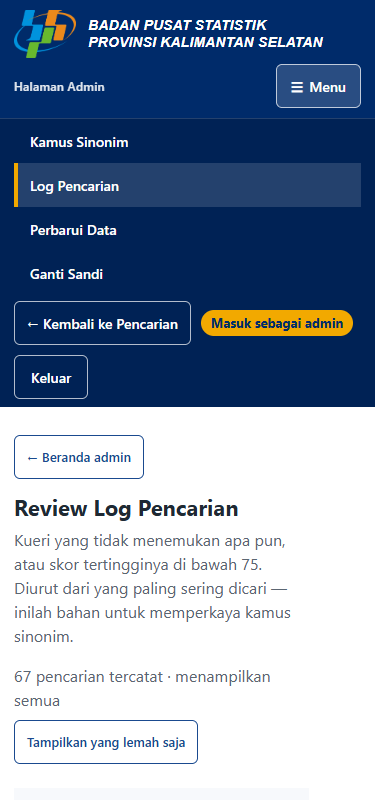 BADAN PUSAT STATISTIK
PROVINSI KALIMANTAN SELATAN
Halaman Admin
☰ Menu
Kamus Sinonim
Log Pencarian
Perbarui Data
Ganti Sandi
← Kembali ke Pencarian
Masuk sebagai admin
Keluar
← Beranda admin
Review Log Pencarian
Kueri yang tidak menemukan apa pun,
atau skor tertingginya di bawah 75.
Diurut dari yang paling sering dicari —
inilah bahan untuk memperkaya kamus
sinonim.
67 pencarian tercatat · menampilkan
semua
Tampilkan yang lemah saja